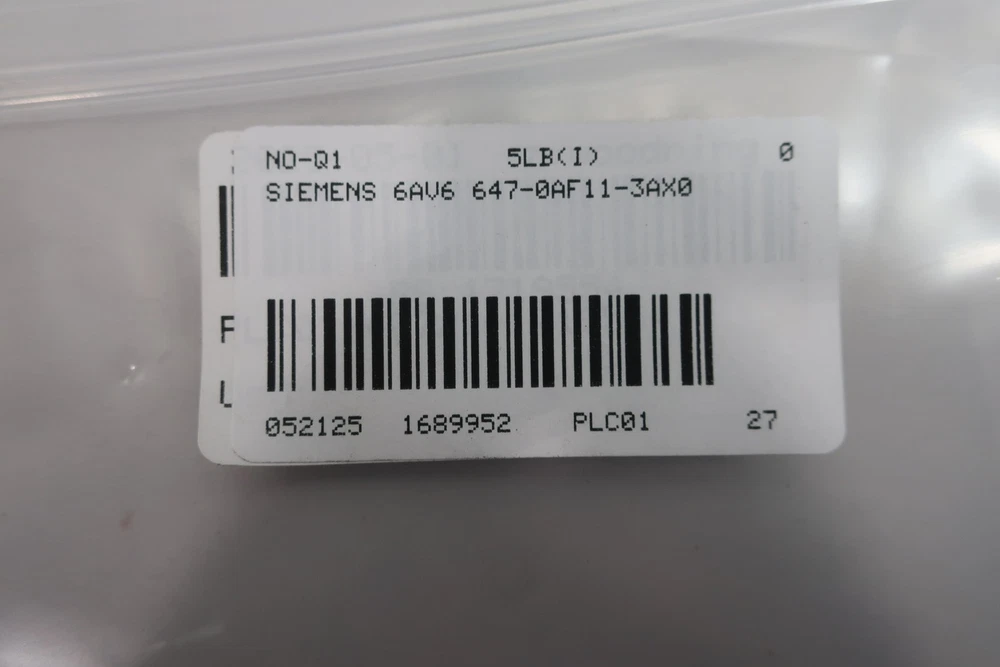 NO-Q1 5LB(I) 0
SIEMENS 6AV6 647-0AF11-3AX0
052125 1689952 PLC01 27